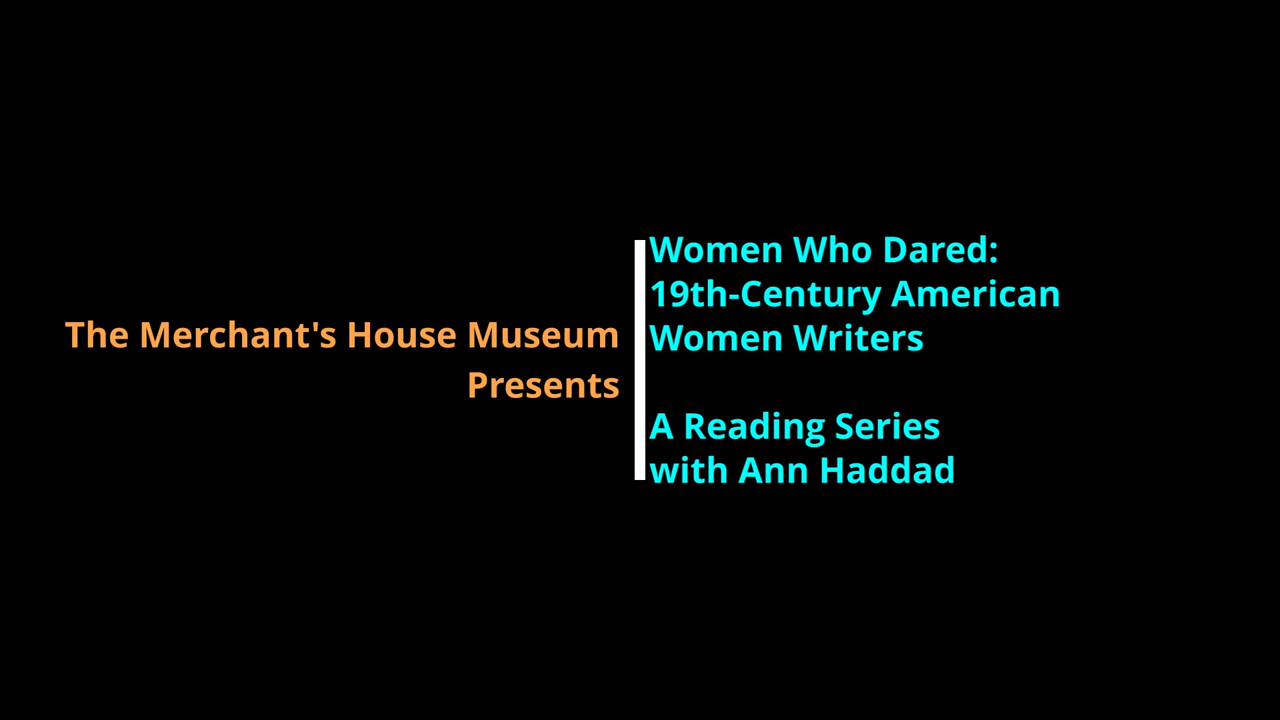 The Merchant's House Museum
Presents
Women Who Dared:
19th-Century American
Women Writers
A Reading Series
with Ann Haddad